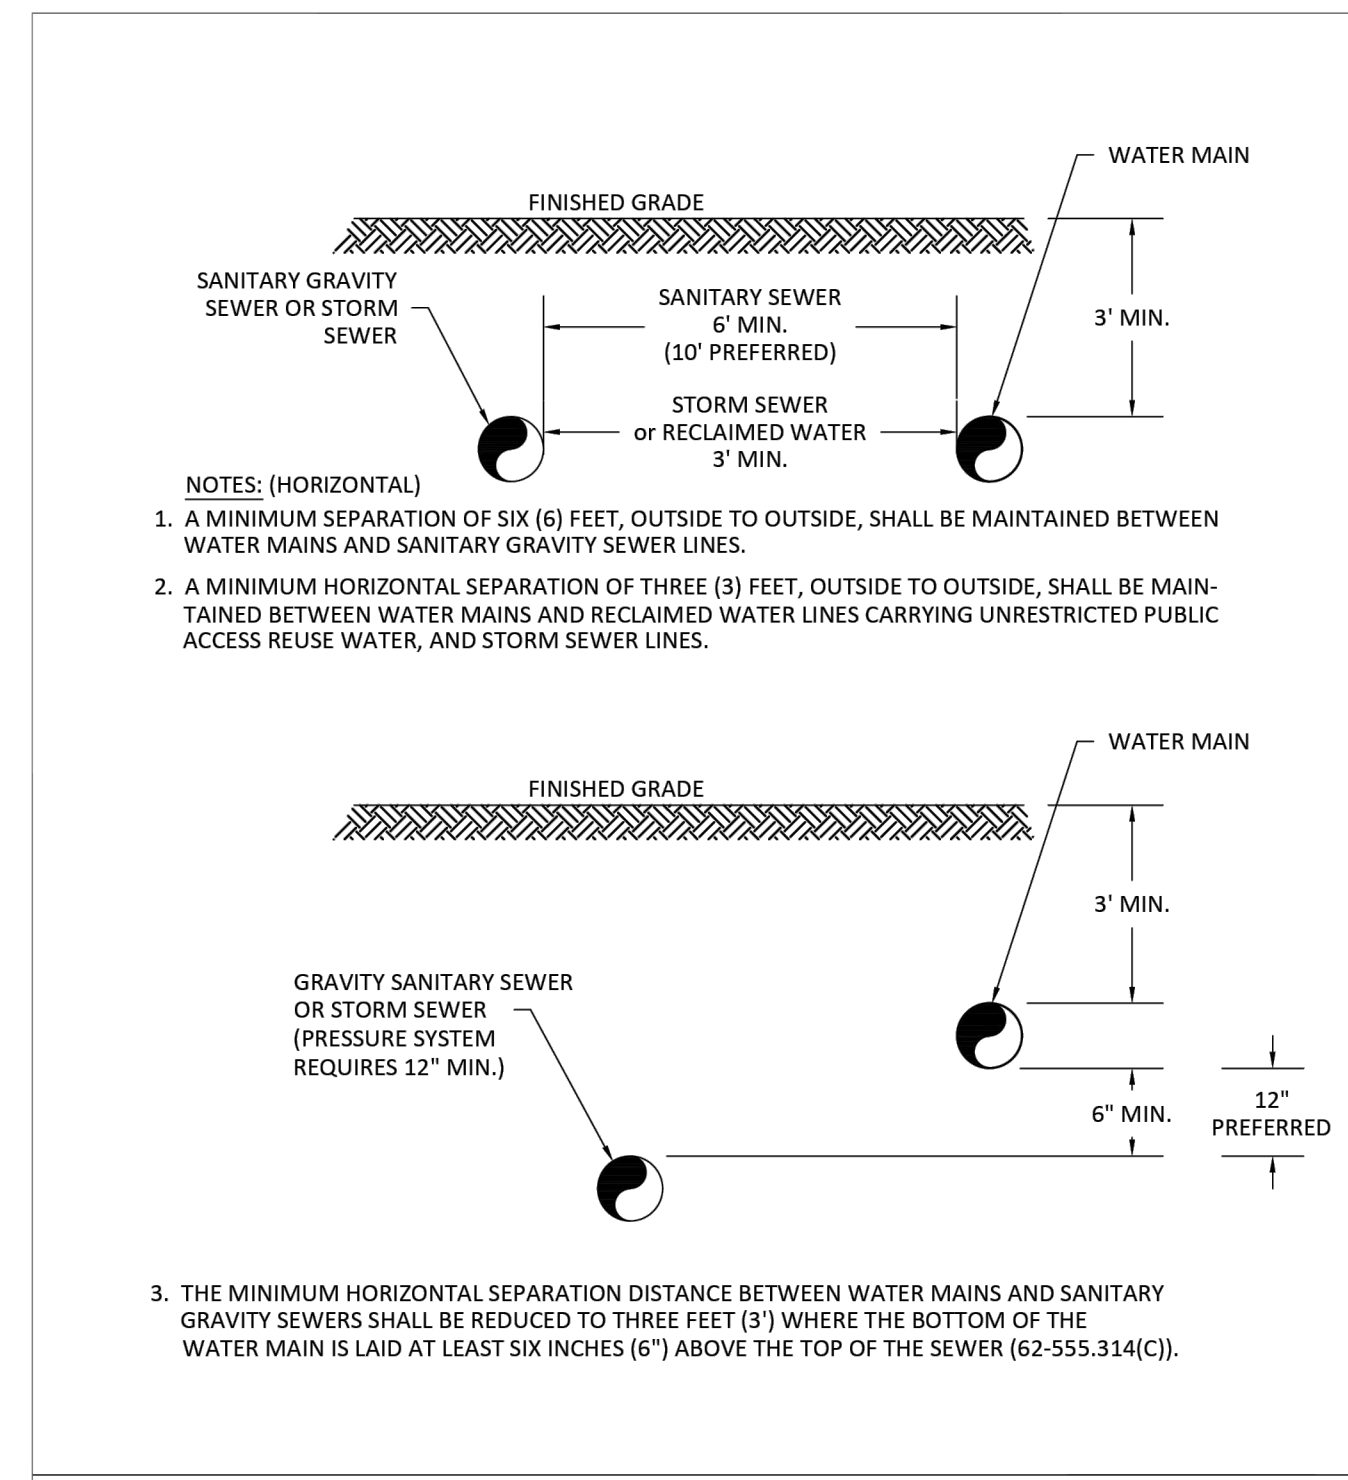 WATER MAIN
FINISHED GRADE
SANITARY GRAVITY
SEWER OR STORM
SEWER
SANITARY SEWER
6' MIN.
(10' PREFERRED)
3' MIN.
STORM SEWER
or RECLAIMED WATER
3' MIN.
NOTES: (HORIZONTAL)
1. A MINIMUM SEPARATION OF SIX (6) FEET, OUTSIDE TO OUTSIDE, SHALL BE MAINTAINED BETWEEN
WATER MAINS AND SANITARY GRAVITY SEWER LINES.
2. A MINIMUM HORIZONTAL SEPARATION OF THREE (3) FEET, OUTSIDE TO OUTSIDE, SHALL BE MAIN-
TAINED BETWEEN WATER MAINS AND RECLAIMED WATER LINES CARRYING UNRESTRICTED PUBLIC
ACCESS REUSE WATER, AND STORM SEWER LINES.
WATER MAIN
FINISHED GRADE
3' MIN.
GRAVITY SANITARY SEWER
OR STORM SEWER
(PRESSURE SYSTEM
REQUIRES 12" MIN.)
6" MIN.
12"
PREFERRED
3. THE MINIMUM HORIZONTAL SEPARATION DISTANCE BETWEEN WATER MAINS AND SANITARY
GRAVITY SEWERS SHALL BE REDUCED TO THREE FEET (3') WHERE THE BOTTOM OF THE
WATER MAIN IS LAID AT LEAST SIX INCHES (6") ABOVE THE TOP OF THE SEWER (62-555.314(C)).